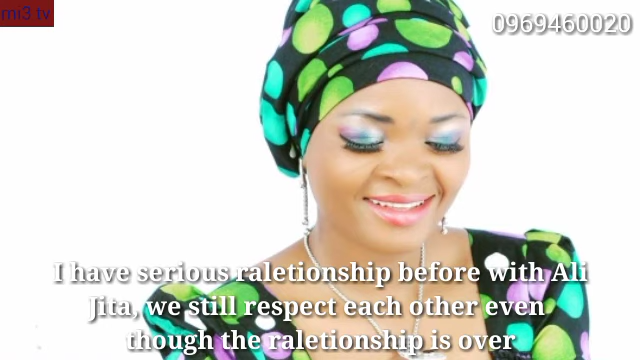 mi3 tv
0969460020
I have serious raletionship before with Ali
Jita, we still respect each other even
though the raletionship is over